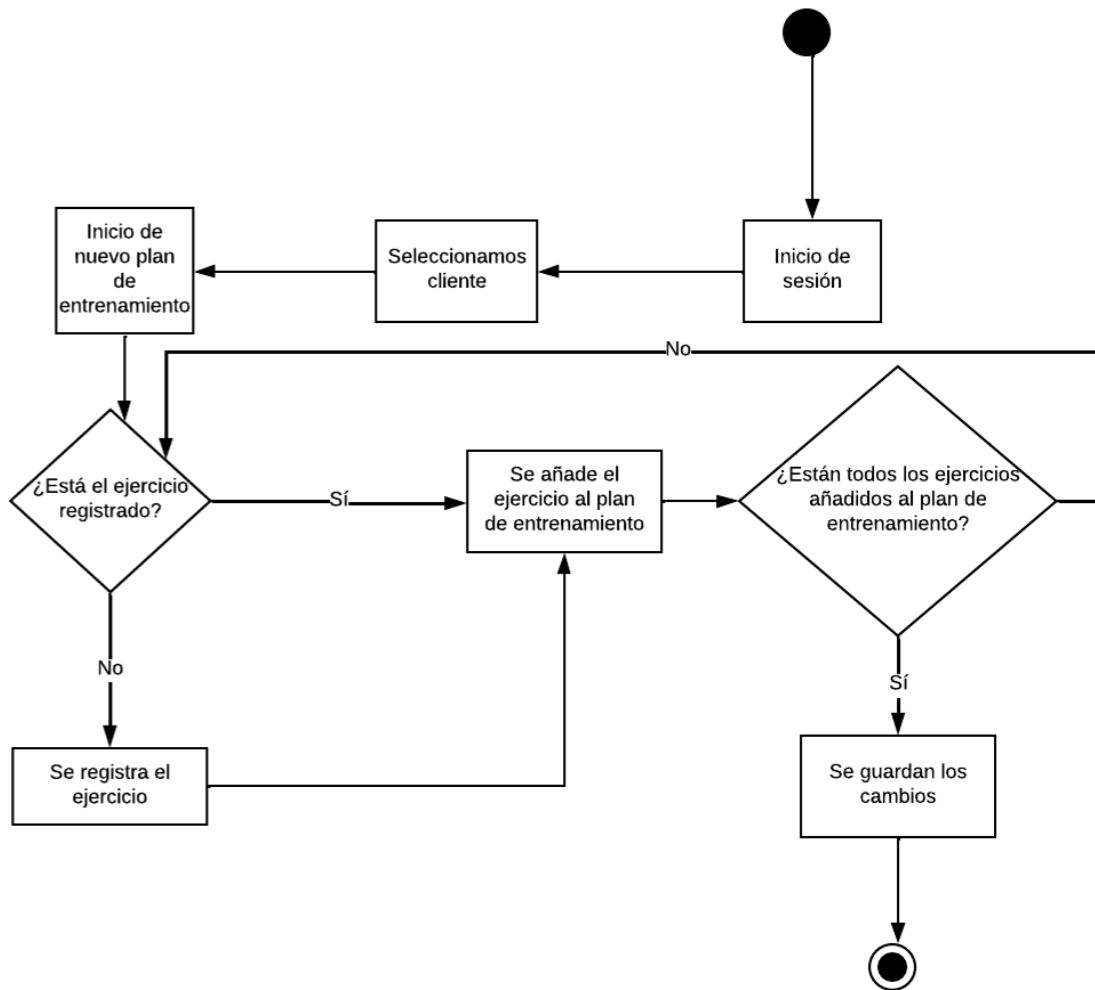 Inicio de
nuevo plan
de
entrenamiento
Seleccionamos
cliente
Inicio de
sesión
No
¿Está el ejercicio
registrado?
Sí
Se añade el
ejercicio al plan
de entrenamiento
¿Están todos los ejercicios
añadidos al plan de
entrenamiento?
No
Sí
Se registra el
ejercicio
Se guardan los
cambios